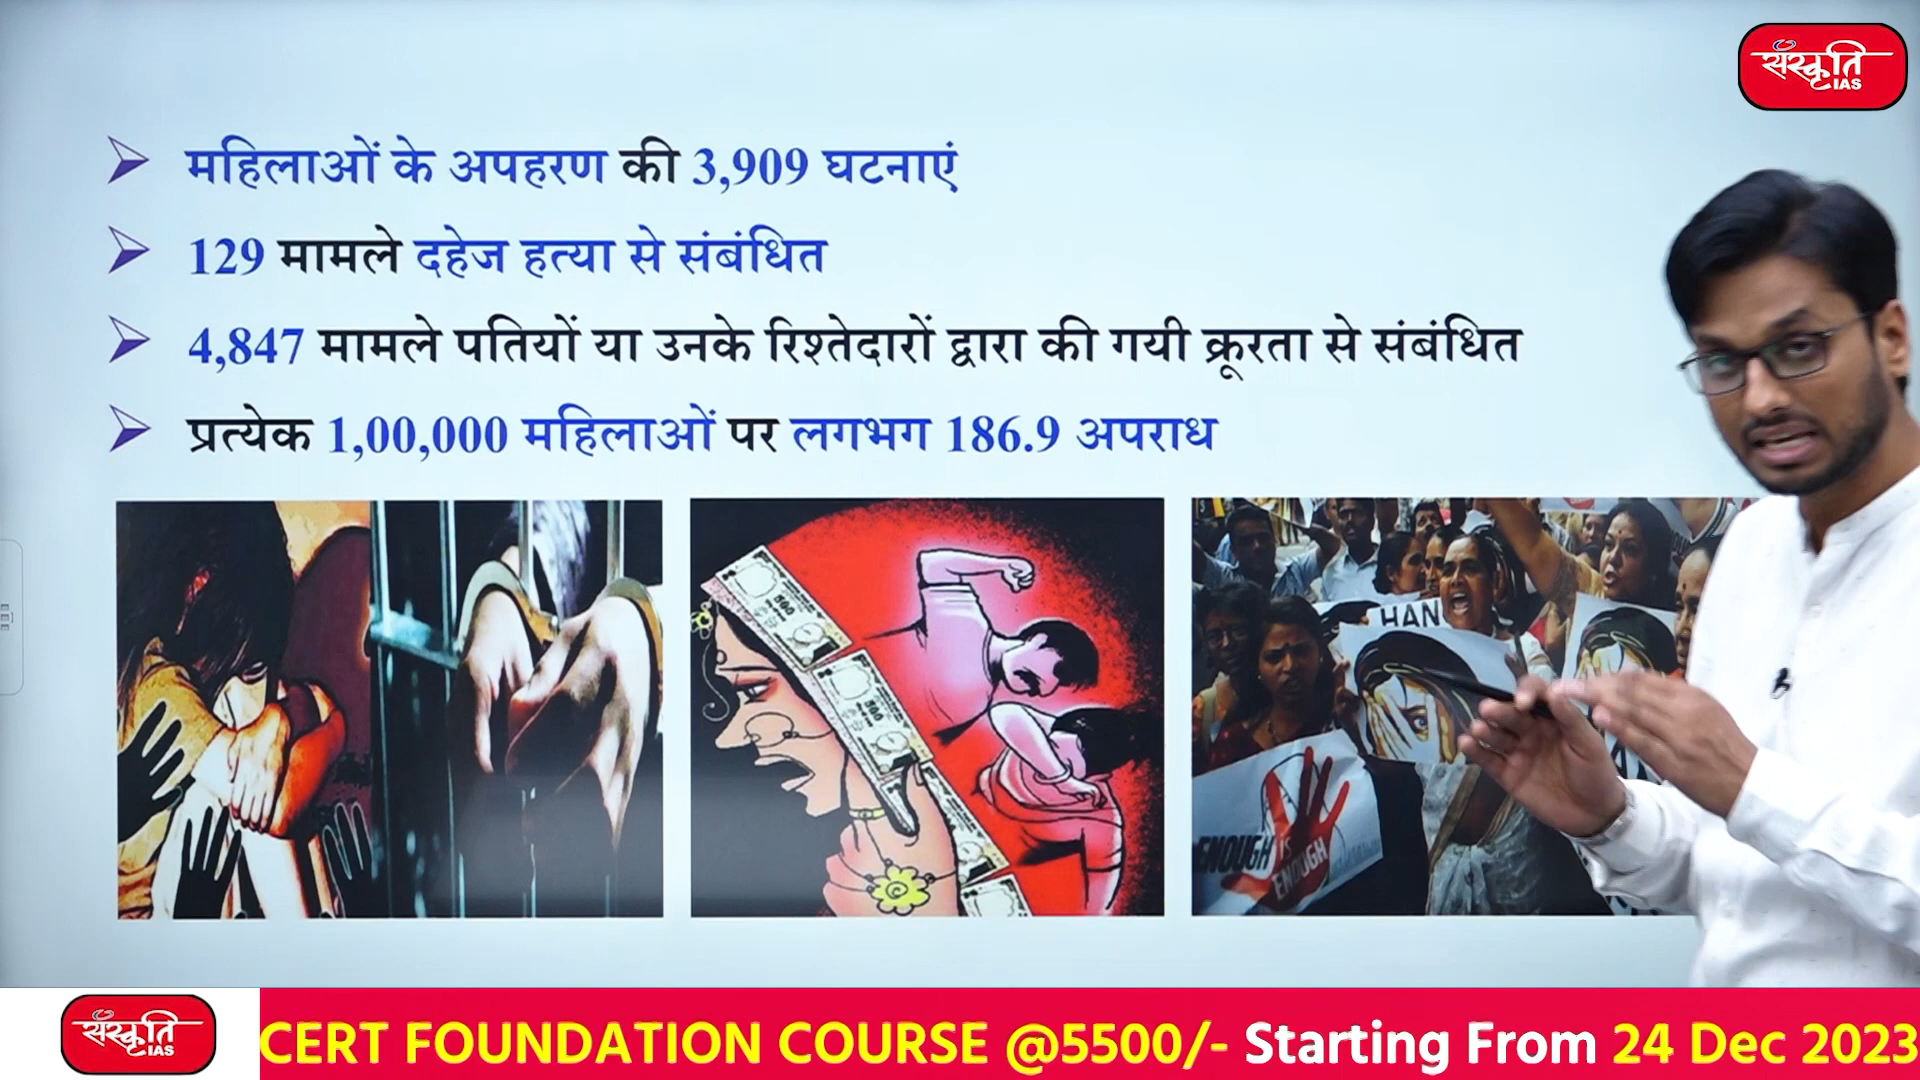 संस्कृति
IAS
महिलाओं के अपहरण की 3,909 घटनाएं
129 मामले दहेज हत्या से संबंधित
4,847 मामले पतियों या उनके रिश्तेदारों द्वारा की गयी क्रूरता से संबंधित
प्रत्येक 1,00,000 महिलाओं पर लगभग 186.9 अपराध
500
500
HAN
ENOUGH IS
ENOUGH
संस्कृति
IAS
CERT FOUNDATION COURSE @5500/- Starting From 24 Dec 2023